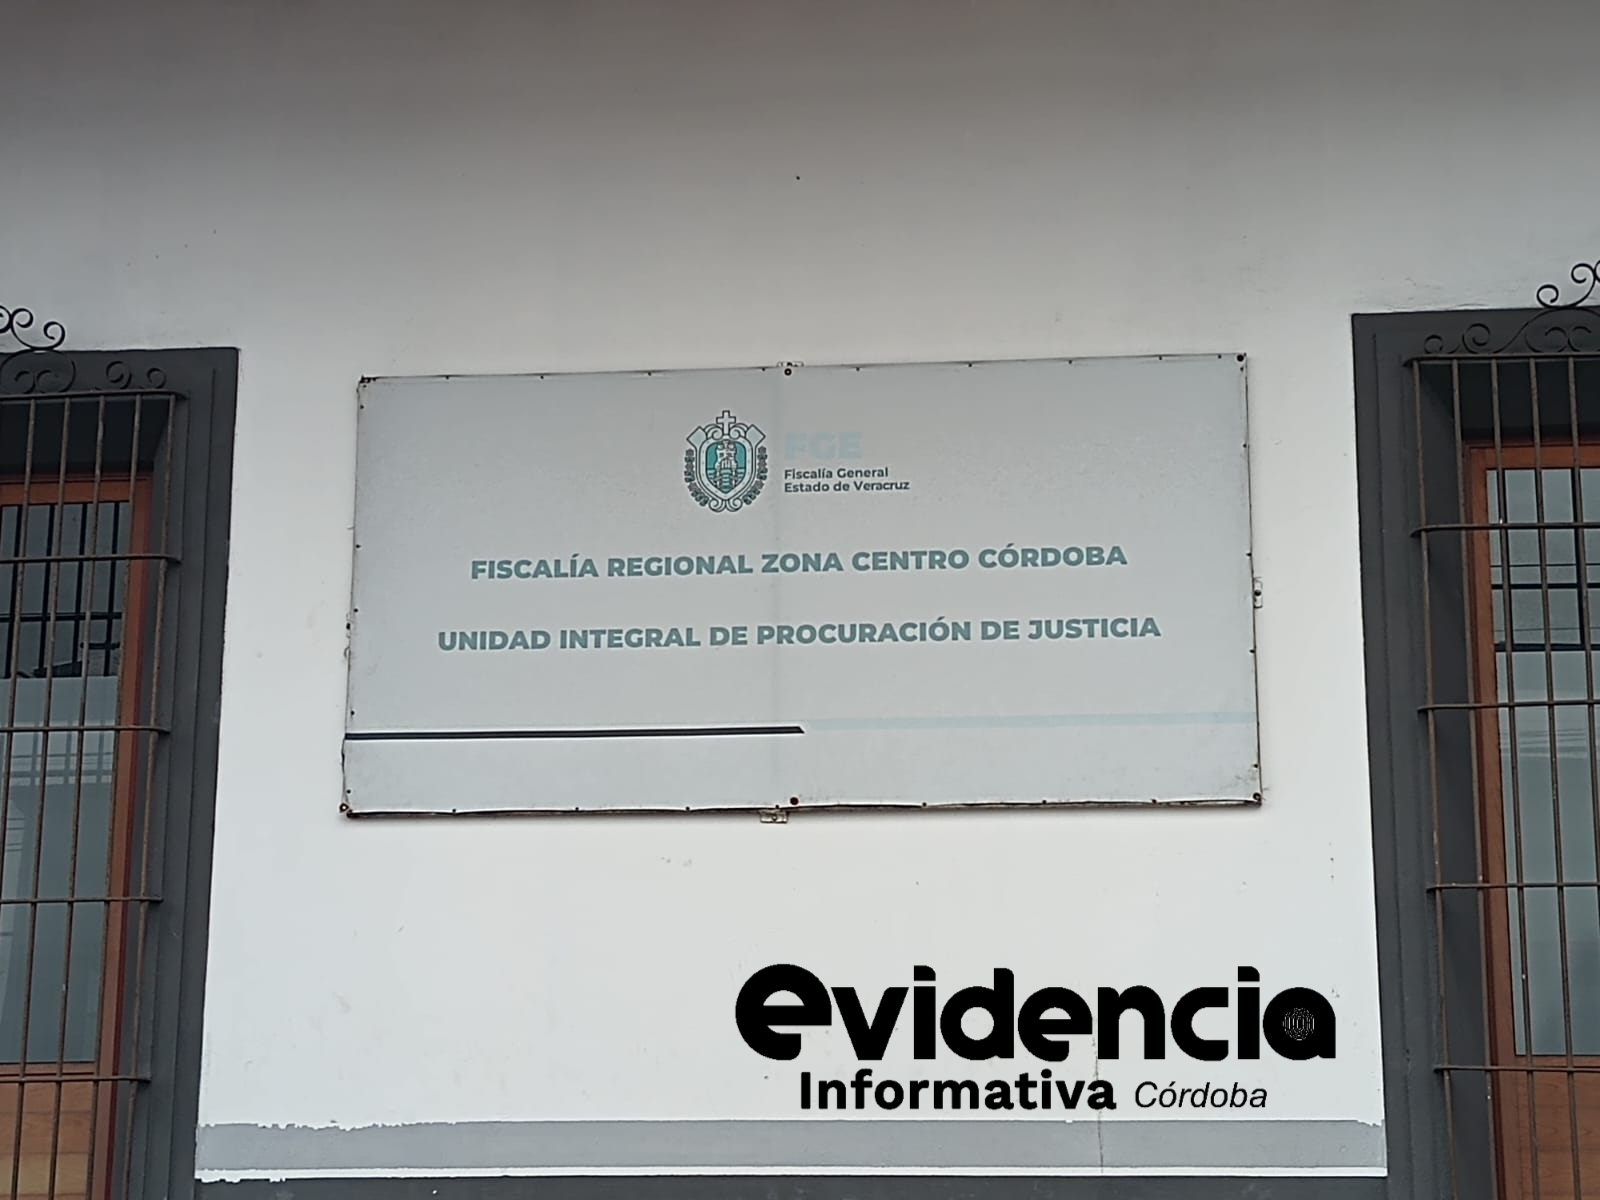 FGE
Fiscalía General
Estado de Veracruz
FISCALÍA REGIONAL ZONA CENTRO CÓRDOBA
UNIDAD INTEGRAL DE PROCURACIÓN DE JUSTICIA
evidencia
Informativa Córdoba